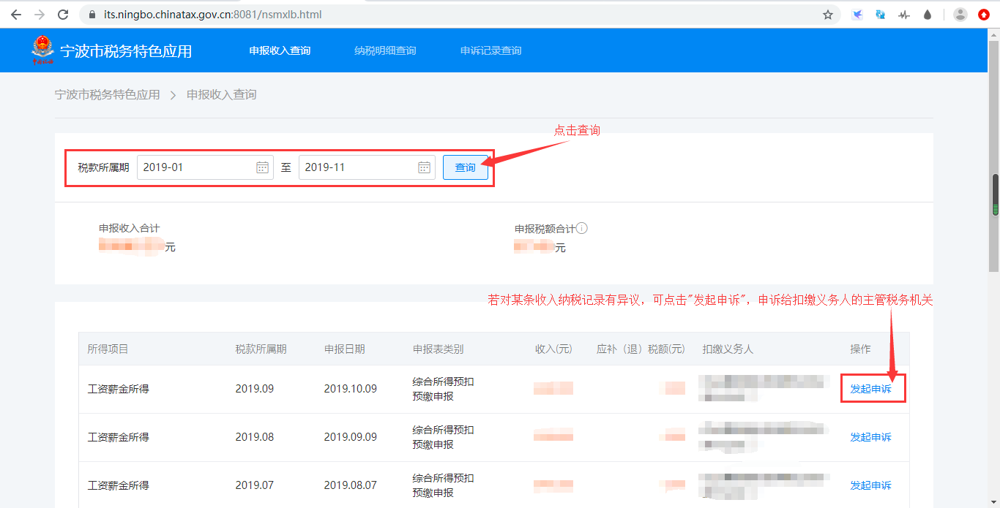 its.ningbo.chinatax.gov.cn:8081/nsmxlb.html
宁波市税务特色应用 申报收入查询 纳税明细查询 申诉记录查询
宁波市税务特色应用 > 申报收入查询
点击查询
税款所属期 2019-01 至 2019-11 查询
申报收入合计 申报税额合计
元 元
若对某条收入纳税记录有异议，可点击"发起申诉"，申诉给扣缴义务人的主管税务机关
所得项目 税款所属期 申报日期 申报表类别 收入(元) 应补（退）税额(元) 扣缴义务人 操作
工资薪金所得 2019.09 2019.10.09 综合所得预扣 发起申诉
预缴申报
工资薪金所得 2019.08 2019.09.09 综合所得预扣 发起申诉
预缴申报
工资薪金所得 2019.07 2019.08.07 综合所得预扣 发起申诉
预缴申报